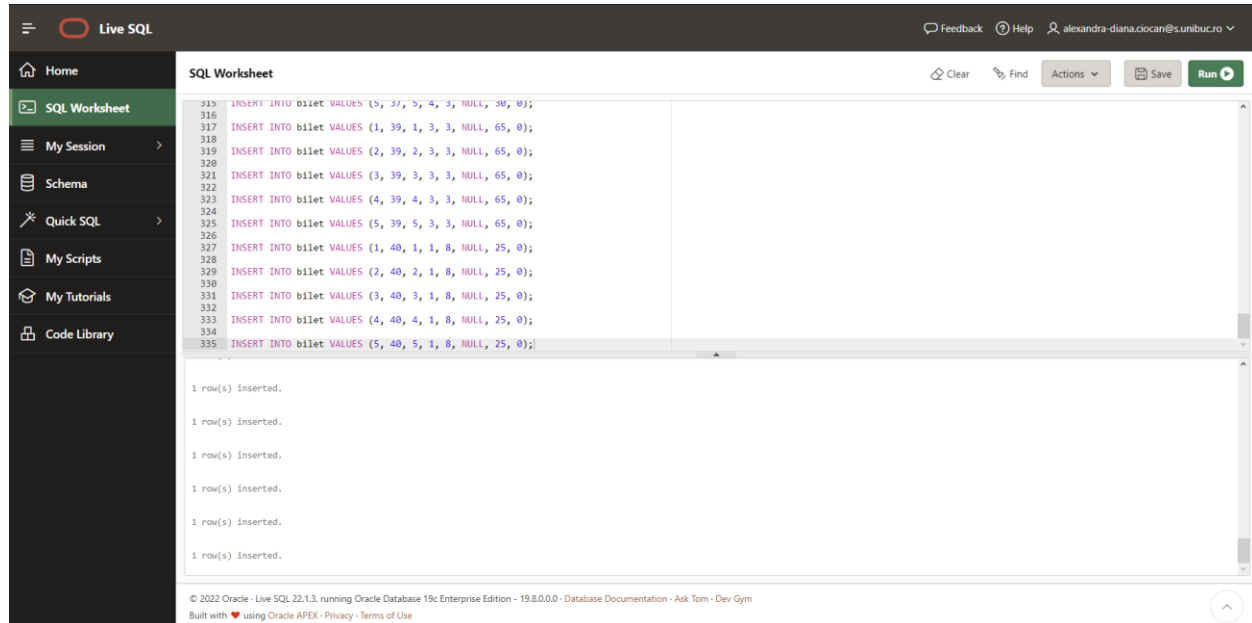 Live SQL
Feedback Help alexandra-diana.ciocan@s.unibuc.ro
Home
SQL Worksheet
My Session
Schema
Quick SQL
My Scripts
My Tutorials
Code Library
SQL Worksheet
Clear Find Actions Save Run
315 INSERT INTO bilet VALUES (5, 37, 5, 4, 3, NULL, 30, 0);
316
317 INSERT INTO bilet VALUES (1, 39, 1, 3, 3, NULL, 65, 0);
318
319 INSERT INTO bilet VALUES (2, 39, 2, 3, 3, NULL, 65, 0);
320
321 INSERT INTO bilet VALUES (3, 39, 3, 3, 3, NULL, 65, 0);
322
323 INSERT INTO bilet VALUES (4, 39, 4, 3, 3, NULL, 65, 0);
324
325 INSERT INTO bilet VALUES (5, 39, 5, 3, 3, NULL, 65, 0);
326
327 INSERT INTO bilet VALUES (1, 40, 1, 1, 8, NULL, 25, 0);
328
329 INSERT INTO bilet VALUES (2, 40, 2, 1, 8, NULL, 25, 0);
330
331 INSERT INTO bilet VALUES (3, 40, 3, 1, 8, NULL, 25, 0);
332
333 INSERT INTO bilet VALUES (4, 40, 4, 1, 8, NULL, 25, 0);
334
335 INSERT INTO bilet VALUES (5, 40, 5, 1, 8, NULL, 25, 0);
1 row(s) inserted.
1 row(s) inserted.
1 row(s) inserted.
1 row(s) inserted.
1 row(s) inserted.
1 row(s) inserted.
© 2022 Oracle · Live SQL 22.1.3, running Oracle Database 19c Enterprise Edition - 19.8.0.0.0 · Database Documentation · Ask Tom · Dev Gym
Built with ❤ using Oracle APEX · Privacy · Terms of Use